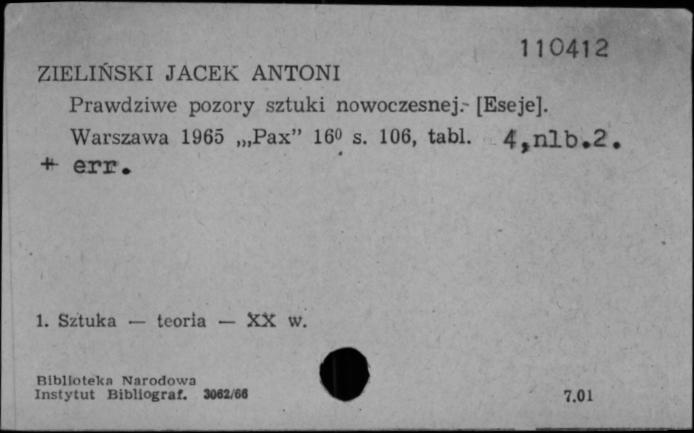 110412
ZIELIŃSKI JACEK ANTONI
Prawdziwe pozory sztuki nowoczesnej.- [Eseje].
Warszawa 1965 „„Pax” 16⁰ s. 106, tabl. 4,nlb.2.
+ err.
1. Sztuka — teoria — XX w.
Biblioteka Narodowa
Instytut Bibliograf. 3062/66
7.01